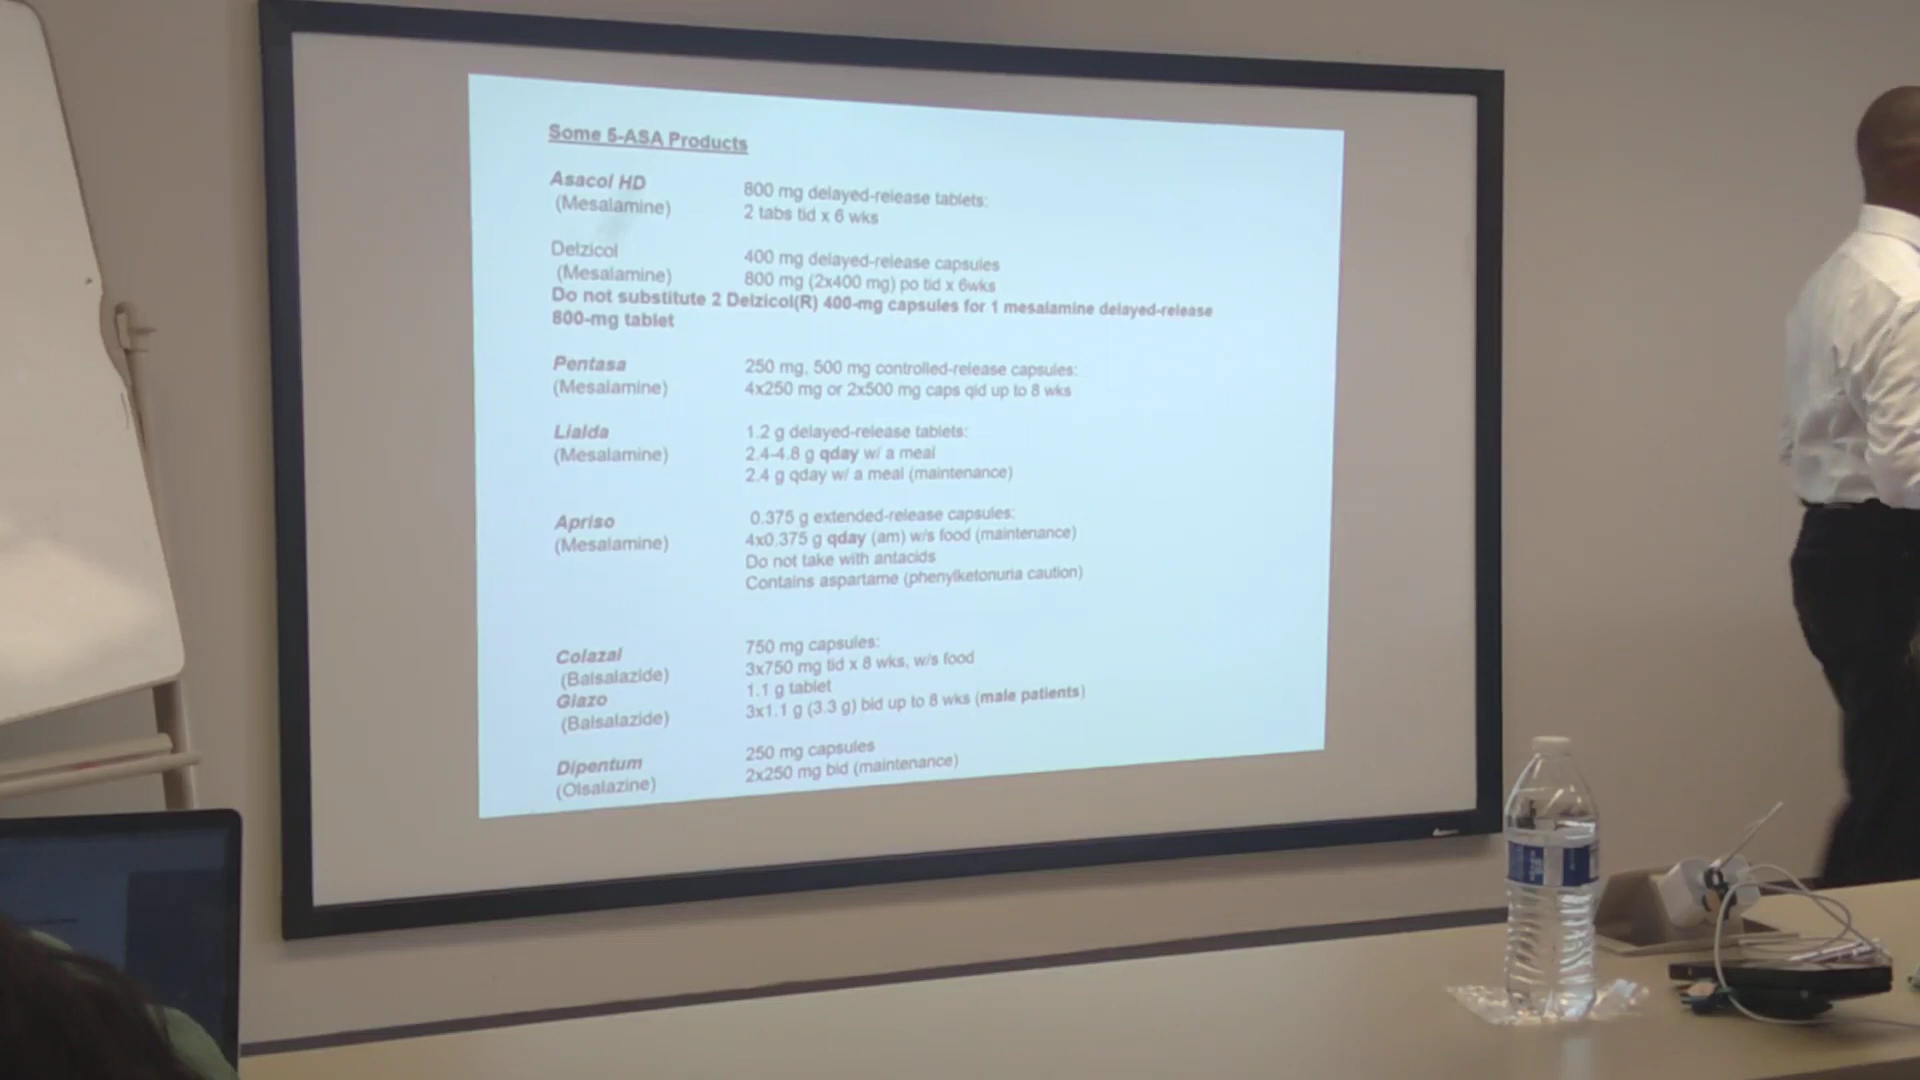 Some 5-ASA Products
Asacol HD
(Mesalamine)
800 mg delayed-release tablets:
2 tabs tid x 6 wks
Delzicol
(Mesalamine)
400 mg delayed-release capsules
800 mg (2x400 mg) po tid x 6wks
Do not substitute 2 Delzicol(R) 400-mg capsules for 1 mesalamine delayed-release
800-mg tablet
Pentasa
(Mesalamine)
250 mg, 500 mg controlled-release capsules:
4x250 mg or 2x500 mg caps qid up to 8 wks
Lialda
(Mesalamine)
1.2 g delayed-release tablets:
2.4-4.8 g qday w/ a meal
2.4 g qday w/ a meal (maintenance)
Apriso
(Mesalamine)
0.375 g extended-release capsules:
4x0.375 g qday (am) w/s food (maintenance)
Do not take with antacids
Contains aspartame (phenylketonuria caution)
Colazal
(Balsalazide)
750 mg capsules:
3x750 mg tid x 8 wks, w/s food
Giazo
(Balsalazide)
1.1 g tablet
3x1.1 g (3.3 g) bid up to 8 wks (male patients)
Dipentum
(Olsalazine)
250 mg capsules
2x250 mg bid (maintenance)